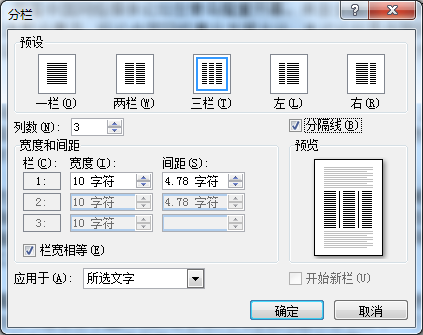 分栏
预设
一栏(O) 两栏(W) 三栏(T) 左(L) 右(R)
列数(N): 3 分隔线(B)
宽度和间距 预览
栏(C): 宽度(I): 间距(S):
1: 10 字符 4.78 字符
2: 10 字符 4.78 字符
3: 10 字符
栏宽相等(E)
应用于(A): 所选文字 开始新栏(U)
确定 取消